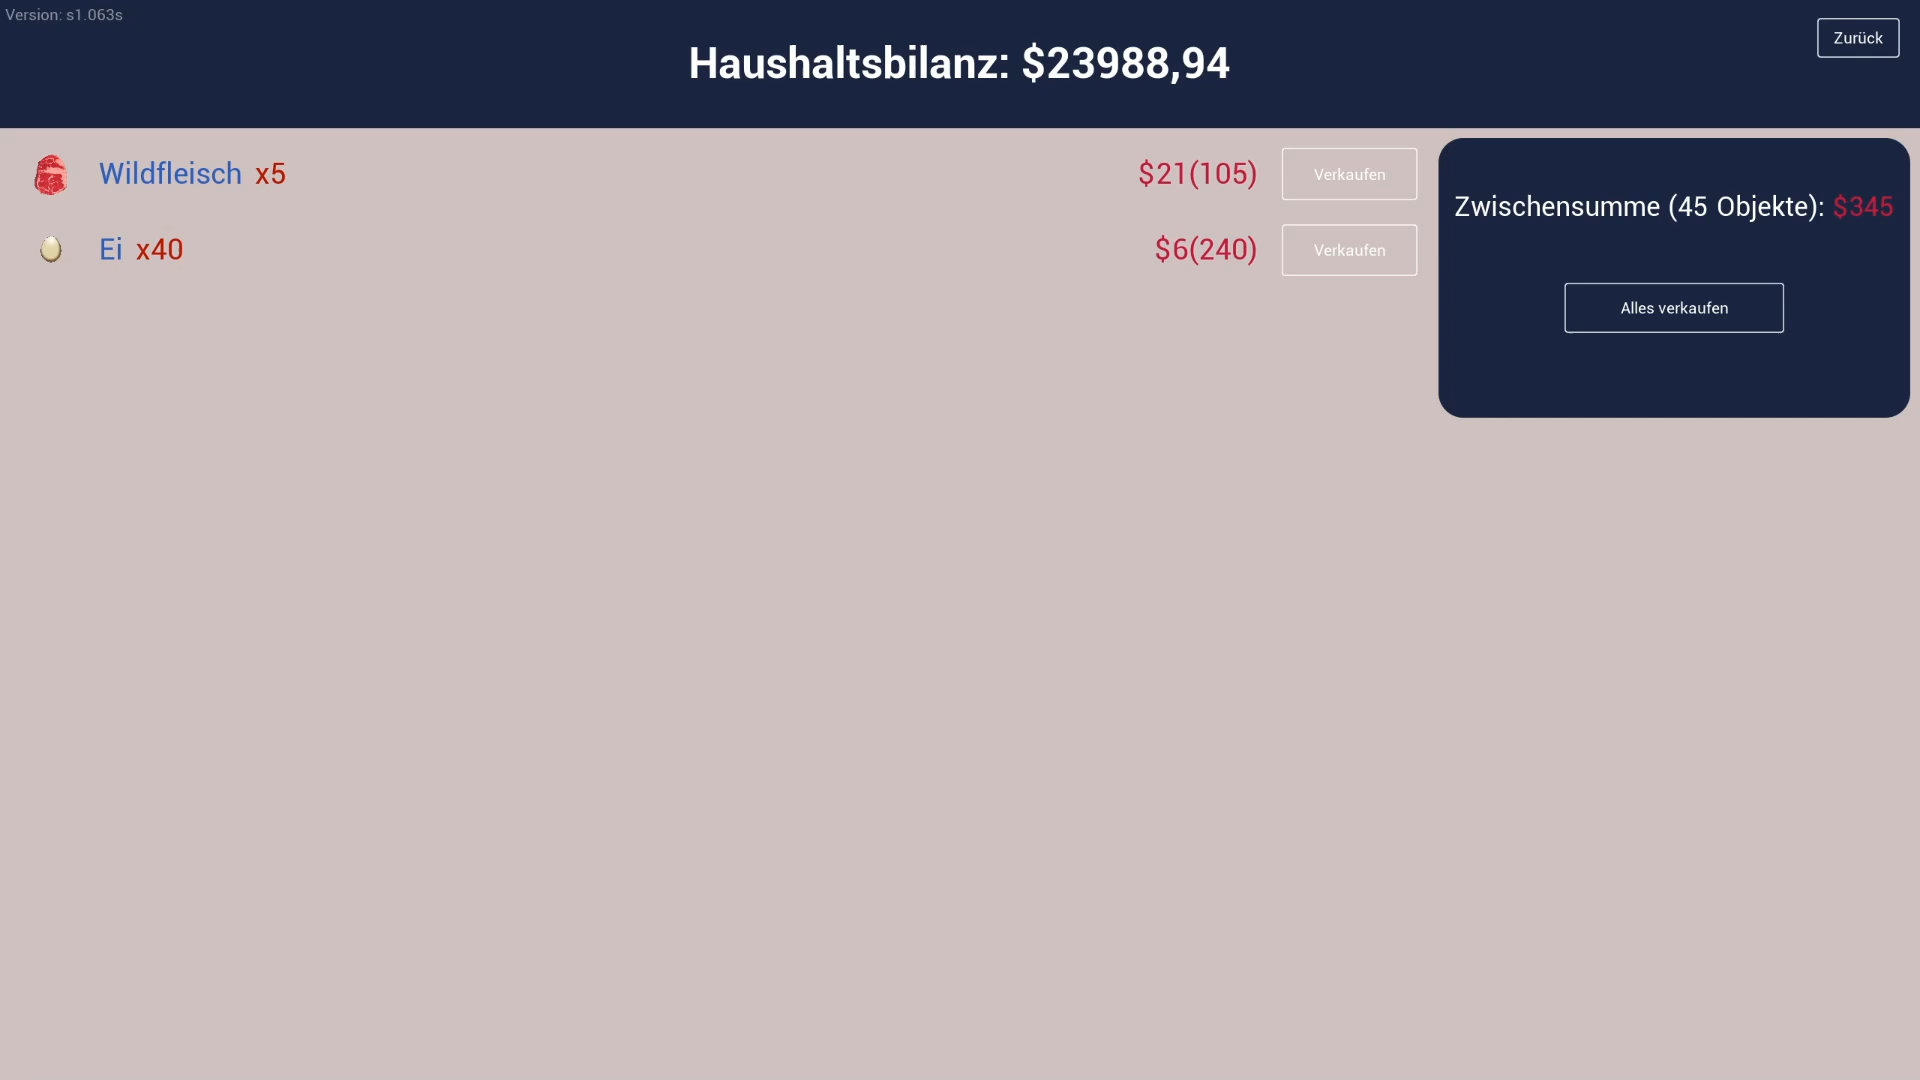 Version: s1.063s
Haushaltsbilanz: $23988,94
Zurück
Wildfleisch x5 $21(105) Verkaufen
Ei x40 $6(240) Verkaufen
Zwischensumme (45 Objekte): $345
Alles verkaufen